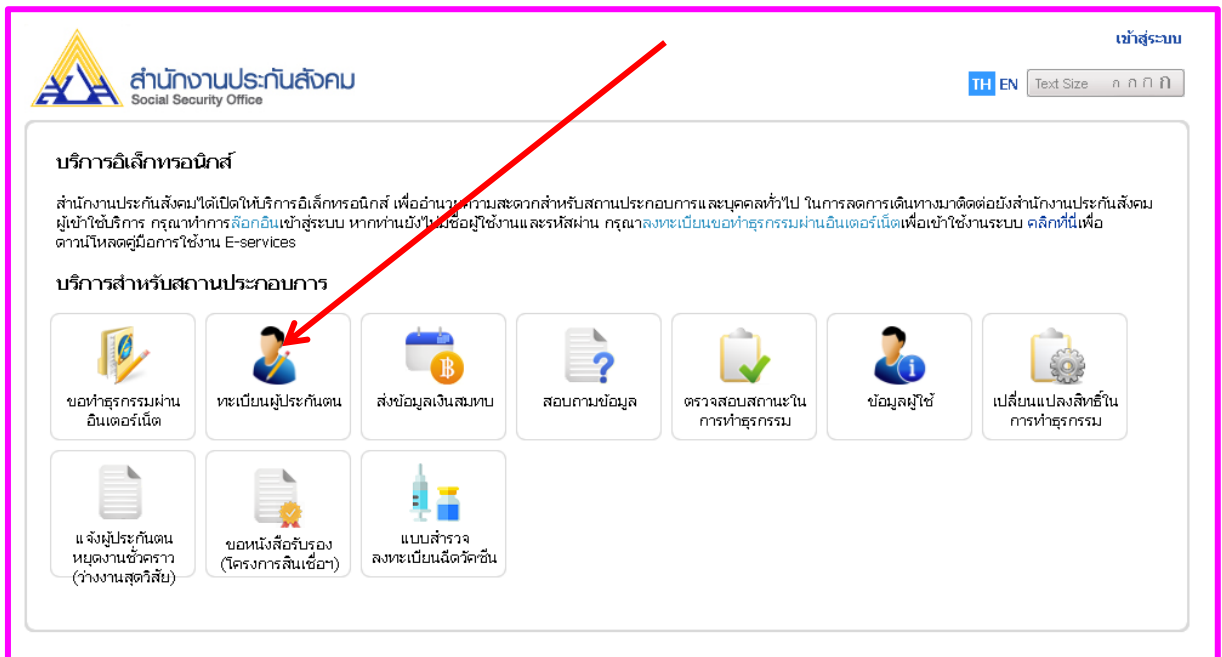 เข้าสู่ระบบ
สำนักงานประกันสังคม
Social Security Office
TH EN Text Size ก ก ก ก
บริการอิเล็กทรอนิกส์
สำนักงานประกันสังคมได้เปิดให้บริการอิเล็กทรอนิกส์ เพื่ออำนวยความสะดวกสำหรับสถานประกอบการและบุคคลทั่วไป ในการลดการเดินทางมาติดต่อยังสำนักงานประกันสังคม
ผู้เข้าใช้บริการ กรุณาทำการล๊อกอินเข้าสู่ระบบ หากท่านยังไม่มีชื่อผู้ใช้งานและรหัสผ่าน กรุณาลงทะเบียนขอทำธุรกรรมผ่านอินเตอร์เน็ตเพื่อเข้าใช้งานระบบ คลิกที่นี่เพื่อ
ดาวน์โหลดคู่มือการใช้งาน E-services
บริการสำหรับสถานประกอบการ
ขอทำธุรกรรมผ่าน
อินเตอร์เน็ต
ทะเบียนผู้ประกันตน
ส่งข้อมูลเงินสมทบ
สอบถามข้อมูล
ตรวจสอบสถานะใน
การทำธุรกรรม
ข้อมูลผู้ใช้
เปลี่ยนแปลงสิทธิ์ใน
การทำธุรกรรม
แจ้งผู้ประกันตน
หยุดงานชั่วคราว
(ว่างงานสุดวิสัย)
ขอหนังสือรับรอง
(โครงการสินเชื่อฯ)
แบบสำรวจ
ลงทะเบียนฉีดวัคซีน